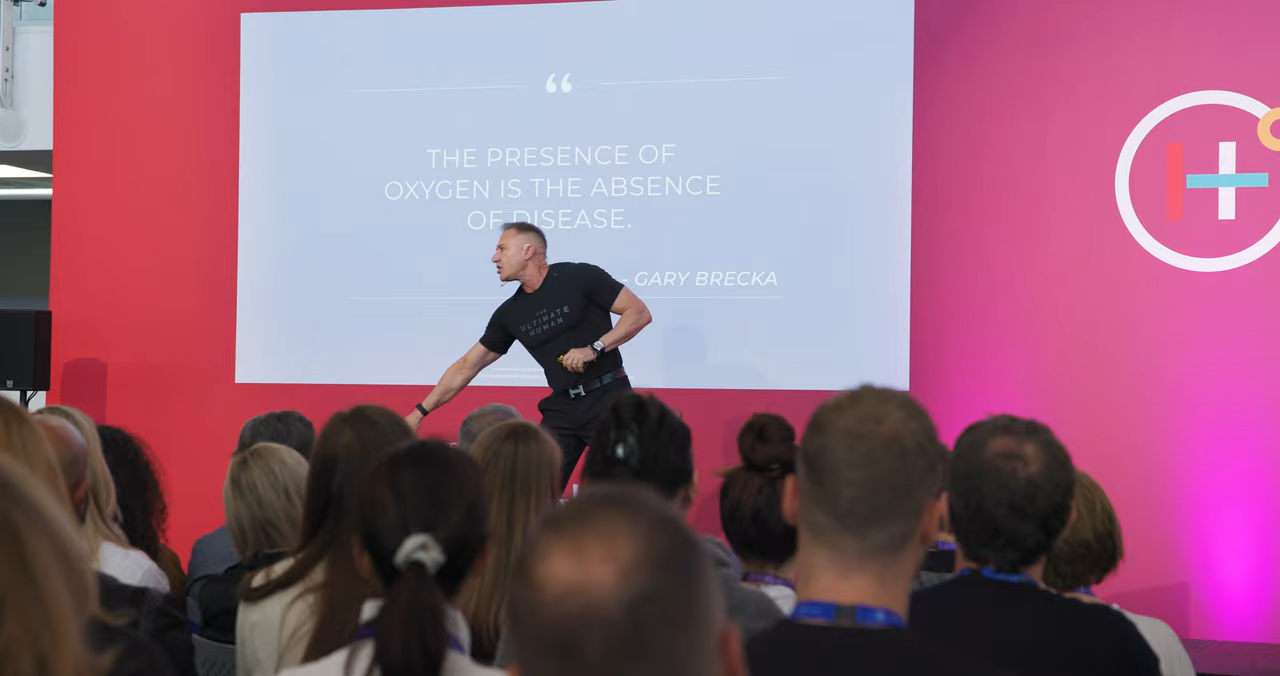 “
THE PRESENCE OF
OXYGEN IS THE ABSENCE
OF DISEASE.
- GARY BRECKA
THE
ULTIMATE
HUMAN